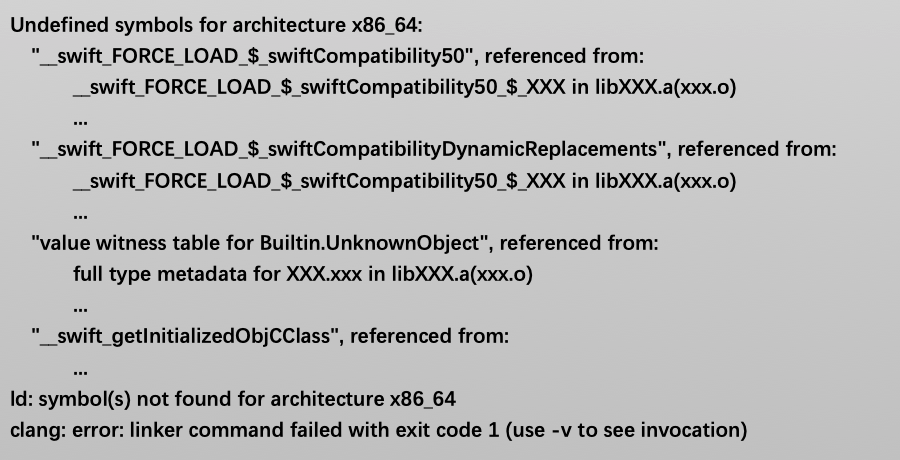 Undefined symbols for architecture x86_64:
"__swift_FORCE_LOAD_$_swiftCompatibility50", referenced from:
__swift_FORCE_LOAD_$_swiftCompatibility50_$_XXX in libXXX.a(xxx.o)
...
"__swift_FORCE_LOAD_$_swiftCompatibilityDynamicReplacements", referenced from:
__swift_FORCE_LOAD_$_swiftCompatibility50_$_XXX in libXXX.a(xxx.o)
...
"value witness table for Builtin.UnknownObject", referenced from:
full type metadata for XXX.xxx in libXXX.a(xxx.o)
...
"__swift_getInitializedObjCClass", referenced from:
...
ld: symbol(s) not found for architecture x86_64
clang: error: linker command failed with exit code 1 (use -v to see invocation)